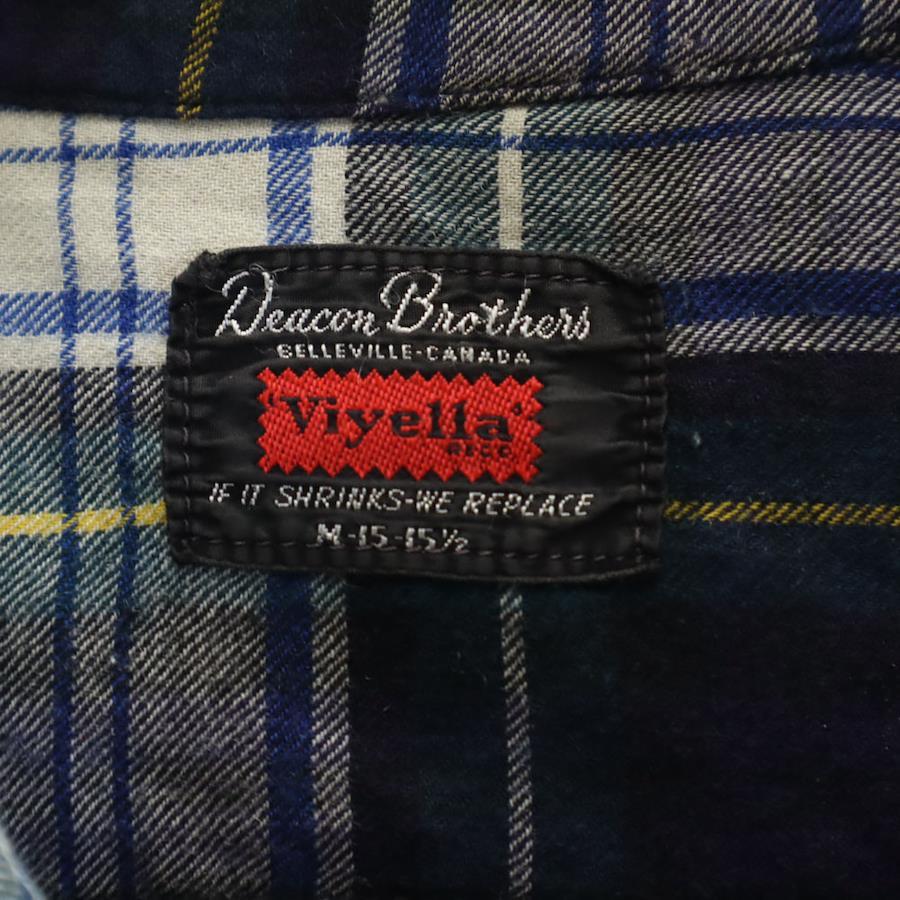 Deacon Brothers
BELLEVILLE-CANADA
'Viyella'
REGD
IF IT SHRINKS-WE REPLACE
M-15-15½